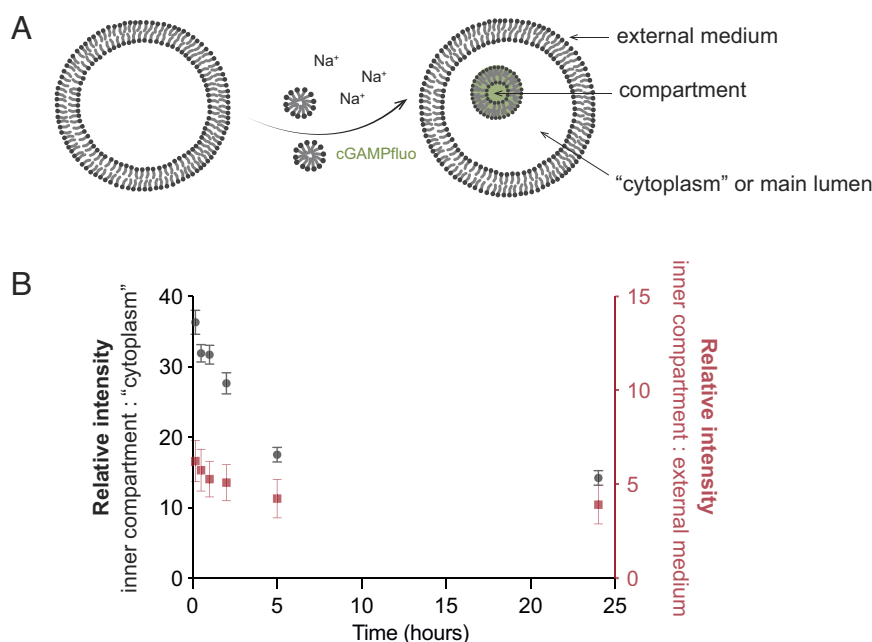 A
Na⁺
Na⁺
Na⁺
cGAMPfluo
external medium
compartment
“cytoplasm” or main lumen
B
Relative intensity
inner compartment : “cytoplasm”
40
30
20
10
0
15
10
5
0
Relative intensity
inner compartment : external medium
0 5 10 15 20 25
Time (hours)